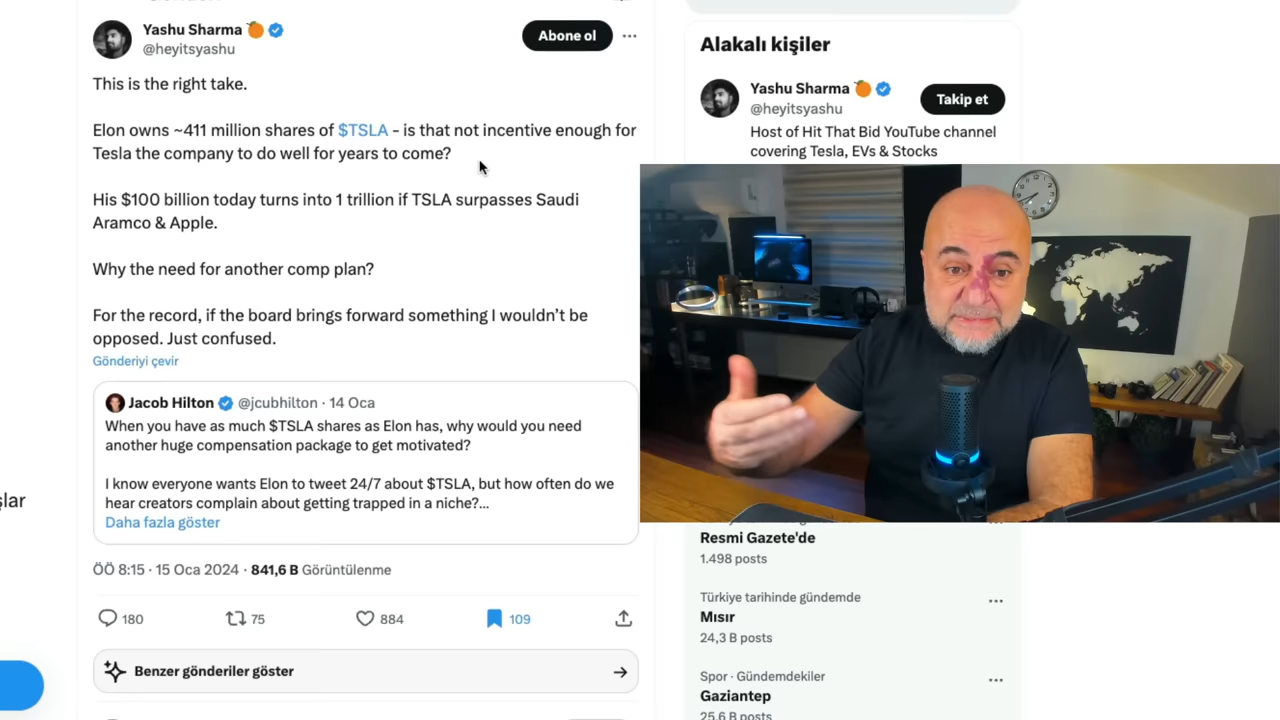 Yashu Sharma
@heyitsyashu
Abone ol
This is the right take.
Elon owns ~411 million shares of $TSLA - is that not incentive enough for
Tesla the company to do well for years to come?
His $100 billion today turns into 1 trillion if TSLA surpasses Saudi
Aramco & Apple.
Why the need for another comp plan?
For the record, if the board brings forward something I wouldn't be
opposed. Just confused.
Gönderiyi çevir
Jacob Hilton @jcubhilton · 14 Oca
When you have as much $TSLA shares as Elon has, why would you need
another huge compensation package to get motivated?
I know everyone wants Elon to tweet 24/7 about $TSLA, but how often do we
hear creators complain about getting trapped in a niche?...
Daha fazla göster
ÖÖ 8:15 · 15 Oca 2024 · 841,6 B Görüntülenme
180 75 884 109
Benzer gönderiler göster
Alakalı kişiler
Yashu Sharma
@heyitsyashu
Takip et
Host of Hit That Bid YouTube channel
covering Tesla, EVs & Stocks
Resmi Gazete'de
1.498 posts
Türkiye tarihinde gündemde
Mısır
24,3 B posts
Spor · Gündemdekiler
Gaziantep
25,6 B posts